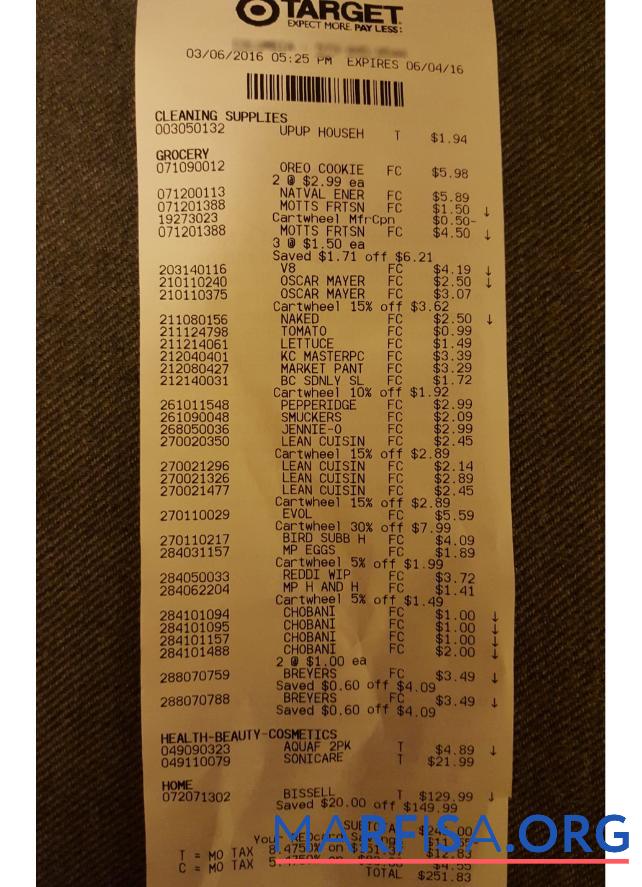 TARGET
EXPECT MORE. PAY LESS.
03/06/2016 05:25 PM EXPIRES 06/04/16
CLEANING SUPPLIES
003050132 UPUP HOUSEH T $1.94
GROCERY
071090012 OREO COOKIE FC $5.98
2 @ $2.99 ea
071200113 NATVAL ENER FC $5.89
071201388 MOTTS FRTSN FC $1.50 ↓
19273023 Cartwheel MfrCpn $0.50-
071201388 MOTTS FRTSN FC $4.50 ↓
3 @ $1.50 ea
Saved $1.71 off $6.21
203140116 V8 FC $4.19 ↓
210110240 OSCAR MAYER FC $2.50 ↓
210110375 OSCAR MAYER FC $3.07
Cartwheel 15% off $3.62
211080156 NAKED FC $2.50 ↓
211124798 TOMATO FC $0.99
211214061 LETTUCE FC $1.49
212040401 KC MASTERPC FC $3.39
212080427 MARKET PANT FC $3.29
212140031 BC SDNLY SL FC $1.72
Cartwheel 10% off $1.92
261011548 PEPPERIDGE FC $2.99
261090048 SMUCKERS FC $2.09
268050036 JENNIE-O FC $2.99
270020350 LEAN CUISIN FC $2.45
Cartwheel 15% off $2.89
270021296 LEAN CUISIN FC $2.14
270021326 LEAN CUISIN FC $2.89
270021477 LEAN CUISIN FC $2.45
Cartwheel 15% off $2.89
270110029 EVOL FC $5.59
Cartwheel 30% off $7.99
270110217 BIRD SUBB H FC $4.09
284031157 MP EGGS FC $1.89
Cartwheel 5% off $1.99
284050033 REDDI WIP FC $3.72
284062204 MP H AND H FC $1.41
Cartwheel 5% off $1.49
284101094 CHOBANI FC $1.00 ↓
284101095 CHOBANI FC $1.00 ↓
284101157 CHOBANI FC $1.00 ↓
284101488 CHOBANI FC $2.00 ↓
2 @ $1.00 ea
288070759 BREYERS FC $3.49 ↓
Saved $0.60 off $4.09
288070788 BREYERS FC $3.49 ↓
Saved $0.60 off $4.09
HEALTH-BEAUTY-COSMETICS
049090323 AQUAF 2PK T $4.89 ↓
049110079 SONICARE T $21.99
HOME
072071302 BISSELL T $129.99 ↓
Saved $20.00 off $149.99
SUBTOTAL
MARFISA.ORG
T = MO TAX 8.4750% on $12.83
C = MO TAX $4.55
TOTAL $251.83